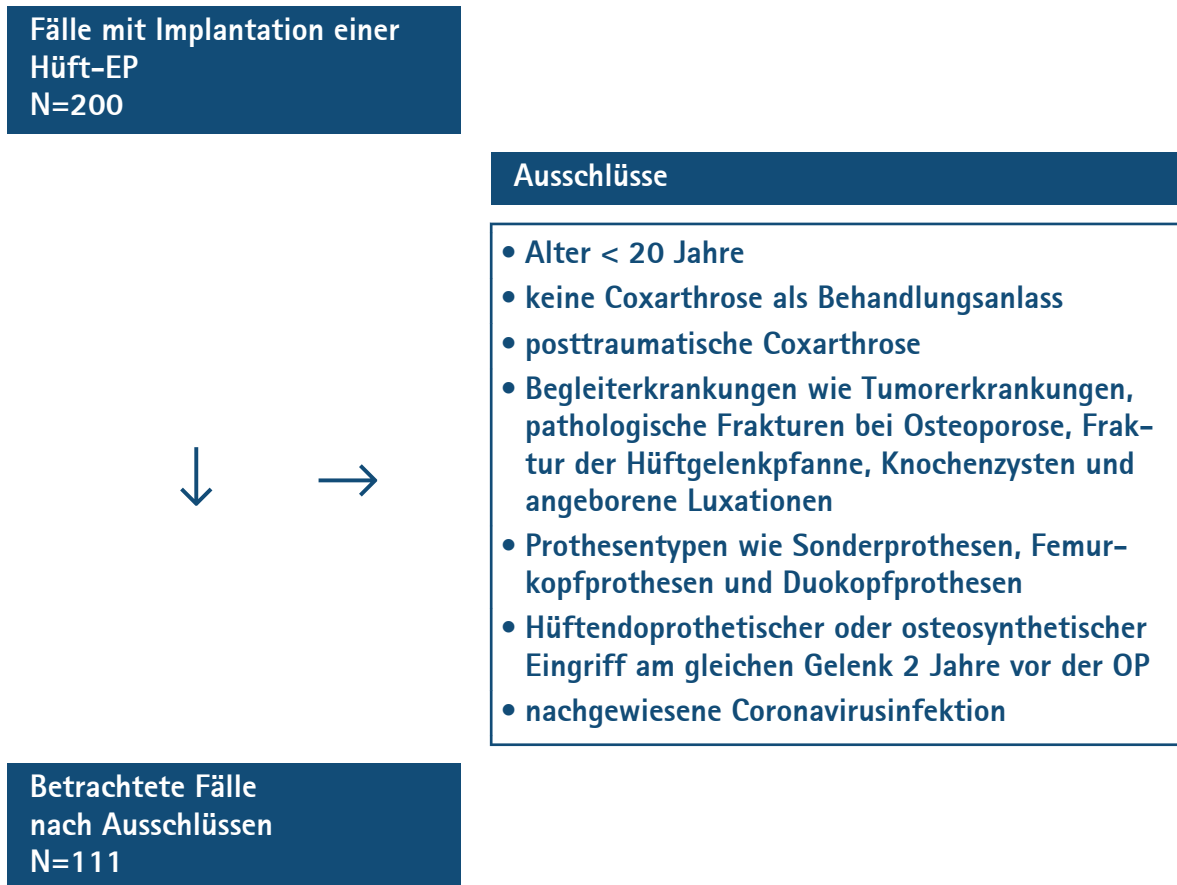 Fälle mit Implantation einer
Hüft-EP
N=200
Ausschlüsse
• Alter < 20 Jahre
• keine Coxarthrose als Behandlungsanlass
• posttraumatische Coxarthrose
• Begleiterkrankungen wie Tumorerkrankungen,
pathologische Frakturen bei Osteoporose, Frak-
tur der Hüftgelenkpfanne, Knochenzysten und
angeborene Luxationen
• Prothesentypen wie Sonderprothesen, Femur-
kopfprothesen und Duokopfprothesen
• Hüftendoprothetischer oder osteosynthetischer
Eingriff am gleichen Gelenk 2 Jahre vor der OP
• nachgewiesene Coronavirusinfektion
Betrachtete Fälle
nach Ausschlüssen
N=111